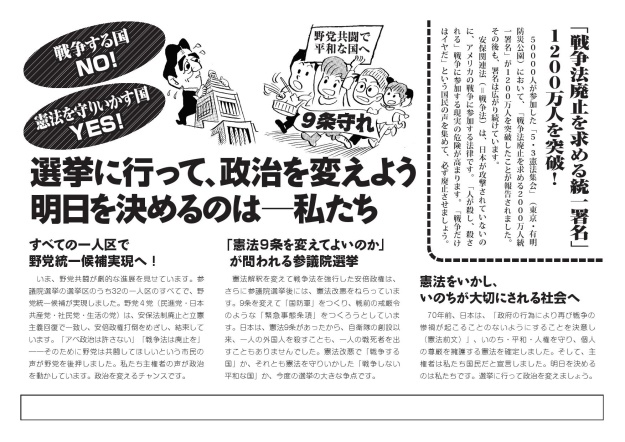 戦争する国
NO!
憲法を守りいかす国
YES!
野党共闘で
平和な国へ
9条守れ
「戦争法廃止を求める統一署名」
1200万人を突破!
50000人が参加した「5・3憲法集会」(東京・有明
防災公園)において、「戦争法廃止を求める2000万人統
一署名」が1200万人を突破したことが報告されました。
その後も、署名は広がり続けています。
安保関連法(=戦争法)は、日本が攻撃されていないの
に、アメリカの戦争に参加する法律です。「人が殺し、殺さ
れる」戦争に参加する現実の危険が高まります。「戦争だけ
はイヤだ」という国民の声を集めて、必ず廃止させましょう。
選挙に行って、政治を変えよう
明日を決めるのは―私たち
すべての一人区で
野党統一候補実現へ!
いま、野党共闘が劇的な進展を見せています。参
議院選挙の選挙区のうち32の一人区のすべてで、野
党統一候補が実現しました。野党4党(民進党・日本
共産党・社民党・生活の党)は、安保法制廃止と立憲
主義回復で一致し、安倍政権打倒をめざし、結束して
います。「アベ政治は許さない」「戦争法は廃止を」
――そのために野党は共闘してほしいという市民の
声が野党を後押ししました。私たち主権者の声が政治
を動かしています。政治を変えるチャンスです。
「憲法9条を変えてよいのか」
が問われる参議院選挙
憲法解釈を変えて戦争法を強行した安倍政権は、
さらに参議院選挙後には、憲法改悪をねらっていま
す。9条を変えて「国防軍」をつくり、戦前の戒厳令
のような「緊急事態条項」をつくろうとしていま
す。日本は、憲法9条があったから、自衛隊の創設以
来、一人の外国人を殺すことも、一人の戦死者を出
すこともありませんでした。憲法改悪で「戦争する
国」か、それとも憲法を守りいかした「戦争しない
平和な国」か、今度の選挙の大きな争点です。
憲法をいかし、
いのちが大切にされる社会へ
70年前、日本は、「政府の行為により再び戦争の
惨禍が起こることのないようにすることを決意し
(憲法前文)」、いのち・平和・人権を守り、個人
の尊厳を擁護する憲法を確定しました。そして、主
権者は私たち国民だと宣言しました。明日を決める
のは私たちです。選挙に行って政治を変えましょう。